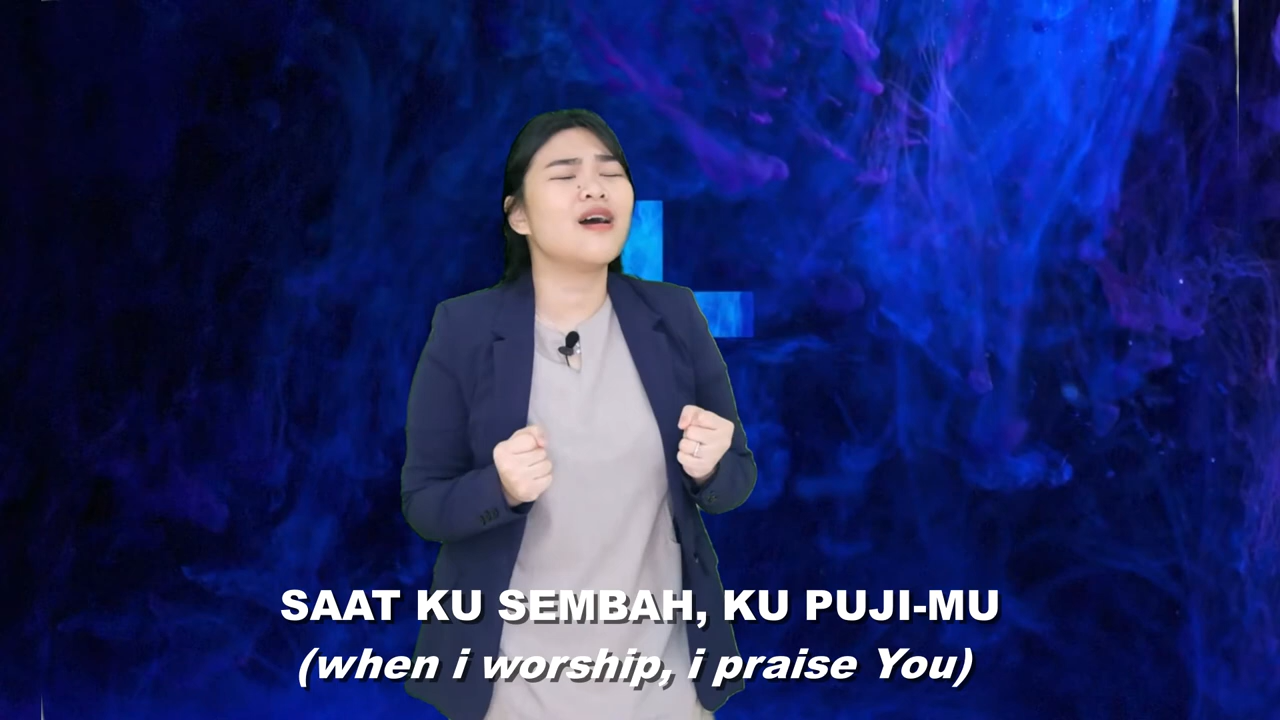 SAAT KU SEMBAH, KU PUJI-MU
(when i worship, i praise You)